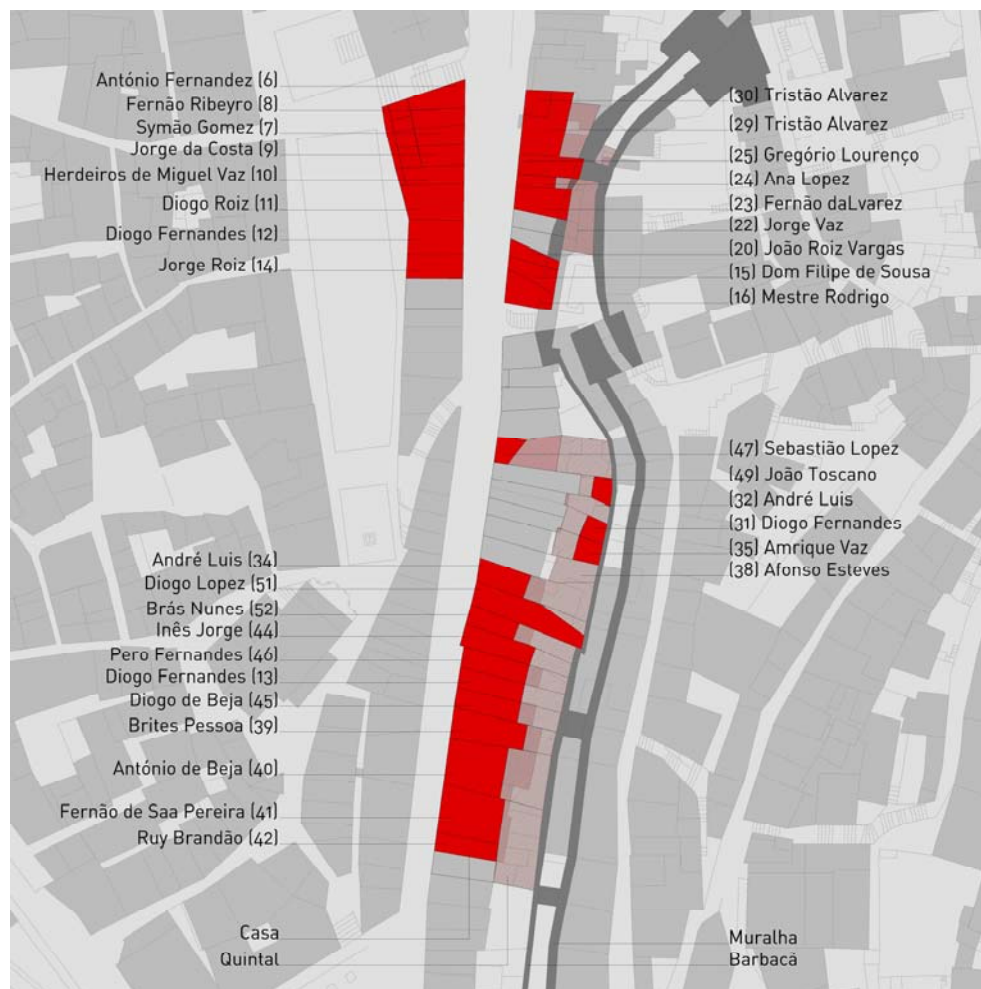 António Fernandez (6)
Fernão Ribeyro (8)
Symão Gomez (7)
Jorge da Costa (9)
Herdeiros de Miguel Vaz (10)
Diogo Roiz (11)
Diogo Fernandes (12)
Jorge Roiz (14)
(30) Tristão Alvarez
(29) Tristão Alvarez
(25) Gregório Lourenço
(24) Ana Lopez
(23) Fernão daLvarez
(22) Jorge Vaz
(20) João Roiz Vargas
(15) Dom Filipe de Sousa
(16) Mestre Rodrigo
(47) Sebastião Lopez
(49) João Toscano
(32) André Luis
(31) Diogo Fernandes
(35) Amrique Vaz
(38) Afonso Esteves
André Luis (34)
Diogo Lopez (51)
Brás Nunes (52)
Inês Jorge (44)
Pero Fernandes (46)
Diogo Fernandes (13)
Diogo de Beja (45)
Brites Pessoa (39)
António de Beja (40)
Fernão de Saa Pereira (41)
Ruy Brandão (42)
Casa
Quintal
Muralha
Barbacã